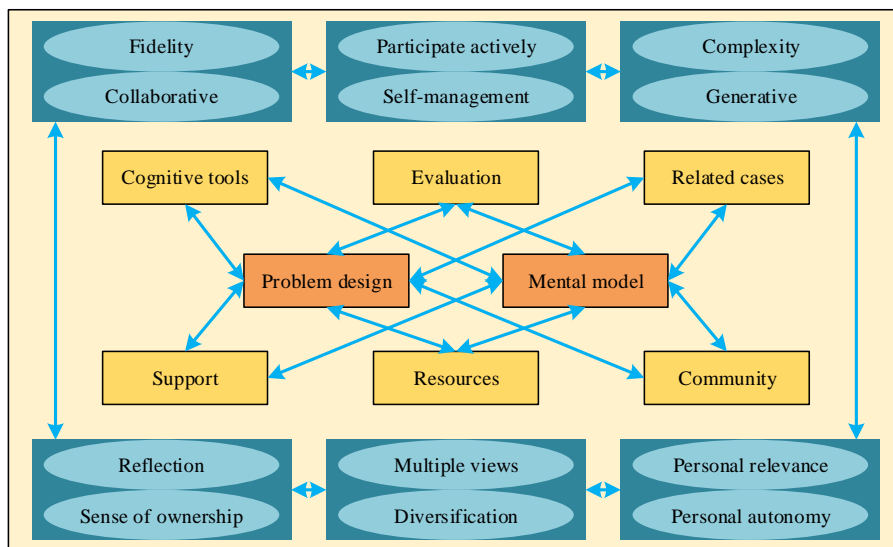 Fidelity
Participate actively
Complexity
Collaborative
Self-management
Generative
Cognitive tools
Evaluation
Related cases
Problem design
Mental model
Support
Resources
Community
Reflection
Multiple views
Personal relevance
Sense of ownership
Diversification
Personal autonomy